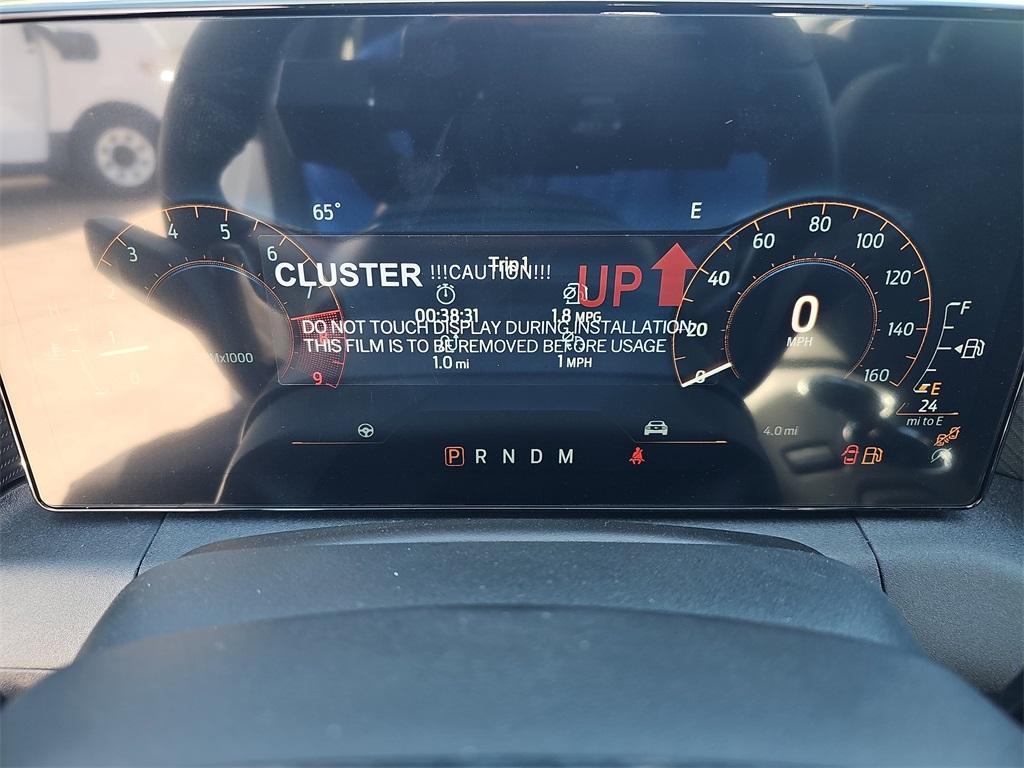 65°
E
3 4 5 6 7 8 9
Mx1000
CLUSTER !!!CAUTION!!! UP
Trip 1
00:38:31
1.8 MPG
DO NOT TOUCH DISPLAY DURING INSTALLATION
THIS FILM IS TO BE REMOVED BEFORE USAGE
1.0 mi
1 MPH
0 20 40 60 80 100 120 140 160
0
MPH
F
E
24
mi to E
4.0 mi
P R N D M